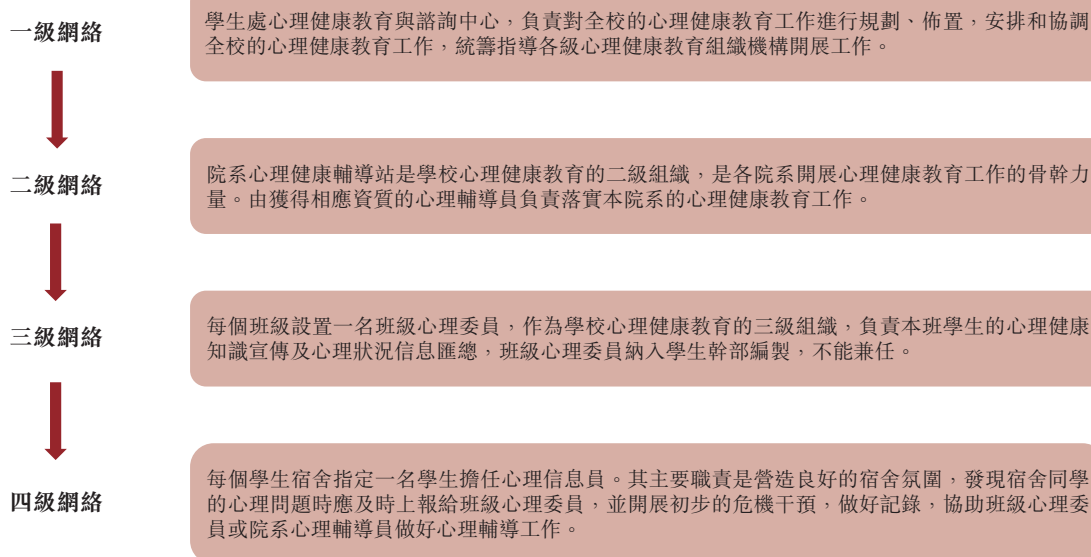 一級網絡
學生處心理健康教育與諮詢中心，負責對全校的心理健康教育工作進行規劃、佈置，安排和協調
全校的心理健康教育工作，統籌指導各級心理健康教育組織機構開展工作。
二級網絡
院系心理健康輔導站是學校心理健康教育的二級組織，是各院系開展心理健康教育工作的骨幹力
量。由獲得相應資質的心理輔導員負責落實本院系的心理健康教育工作。
三級網絡
每個班級設置一名班級心理委員，作為學校心理健康教育的三級組織，負責本班學生的心理健康
知識宣傳及心理狀況信息匯總，班級心理委員納入學生幹部編製，不能兼任。
四級網絡
每個學生宿舍指定一名學生擔任心理信息員。其主要職責是營造良好的宿舍氛圍，發現宿舍同學
的心理問題時應及時上報給班級心理委員，並開展初步的危機干預，做好記錄，協助班級心理委
員或院系心理輔導員做好心理輔導工作。